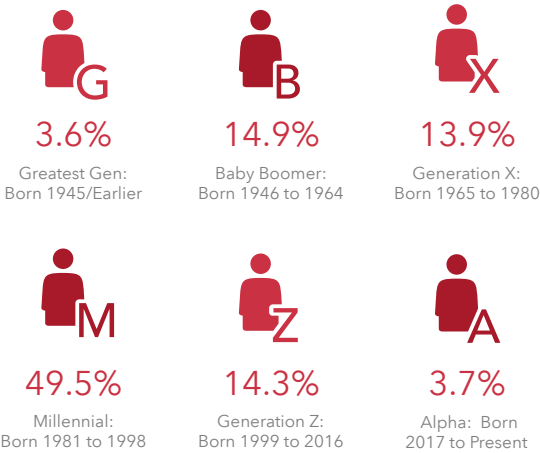 G
B
X
3.6%
14.9%
13.9%
Greatest Gen:
Born 1945/Earlier
Baby Boomer:
Born 1946 to 1964
Generation X:
Born 1965 to 1980
M
Z
A
49.5%
14.3%
3.7%
Millennial:
Born 1981 to 1998
Generation Z:
Born 1999 to 2016
Alpha: Born
2017 to Present